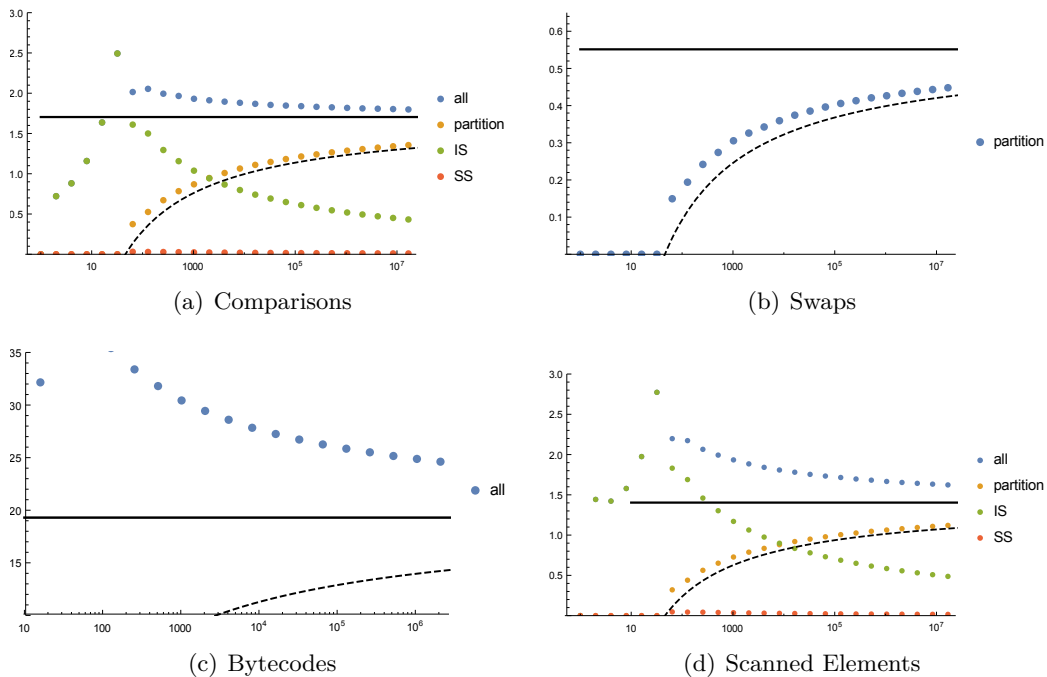 3.0
2.5
2.0
1.5
1.0
0.5
10
1000
10^5
10^7
all
partition
IS
SS
(a) Comparisons
0.6
0.5
0.4
0.3
0.2
0.1
10
1000
10^5
10^7
partition
(b) Swaps
35
30
25
20
15
10
100
1000
10^4
10^5
10^6
all
(c) Bytecodes
3.0
2.5
2.0
1.5
1.0
0.5
10
1000
10^5
10^7
all
partition
IS
SS
(d) Scanned Elements